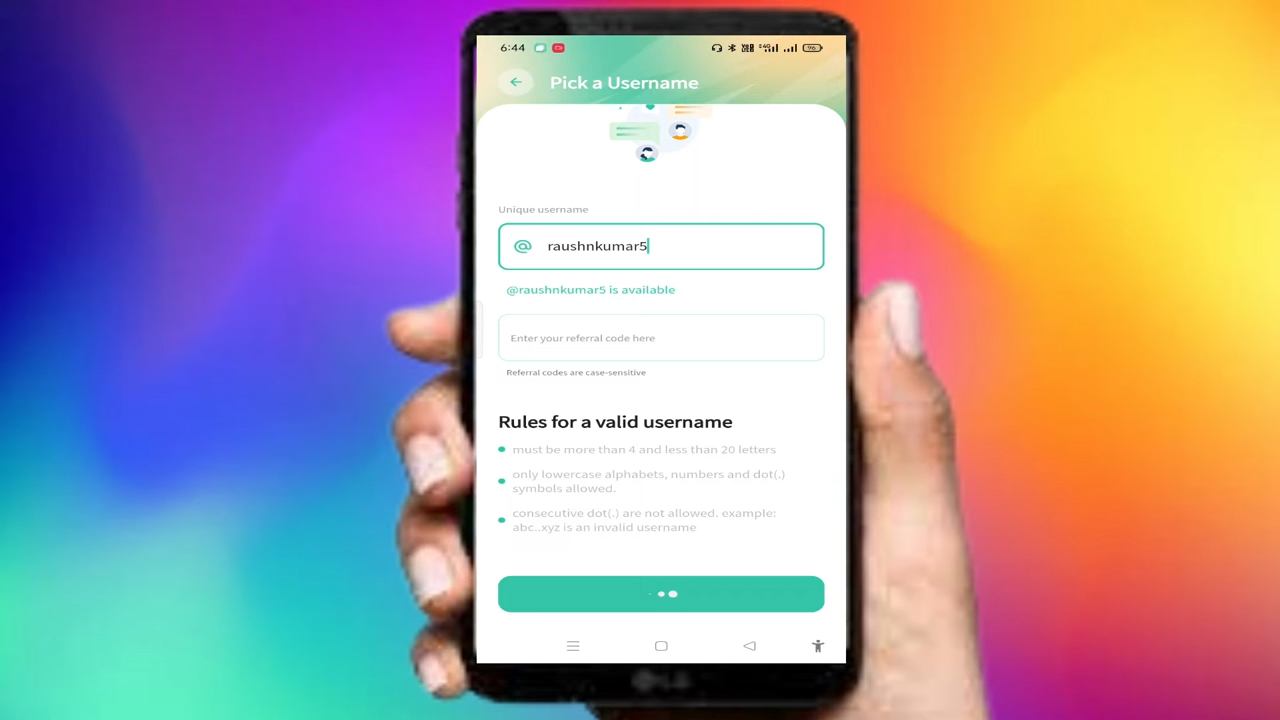 6:44
96
Pick a Username
Unique username
@ raushnkumar5
@raushnkumar5 is available
Enter your referral code here
Referral codes are case-sensitive
Rules for a valid username
must be more than 4 and less than 20 letters
only lowercase alphabets, numbers and dot(.)
symbols allowed.
consecutive dot(.) are not allowed. example:
abc..xyz is an invalid username
LG